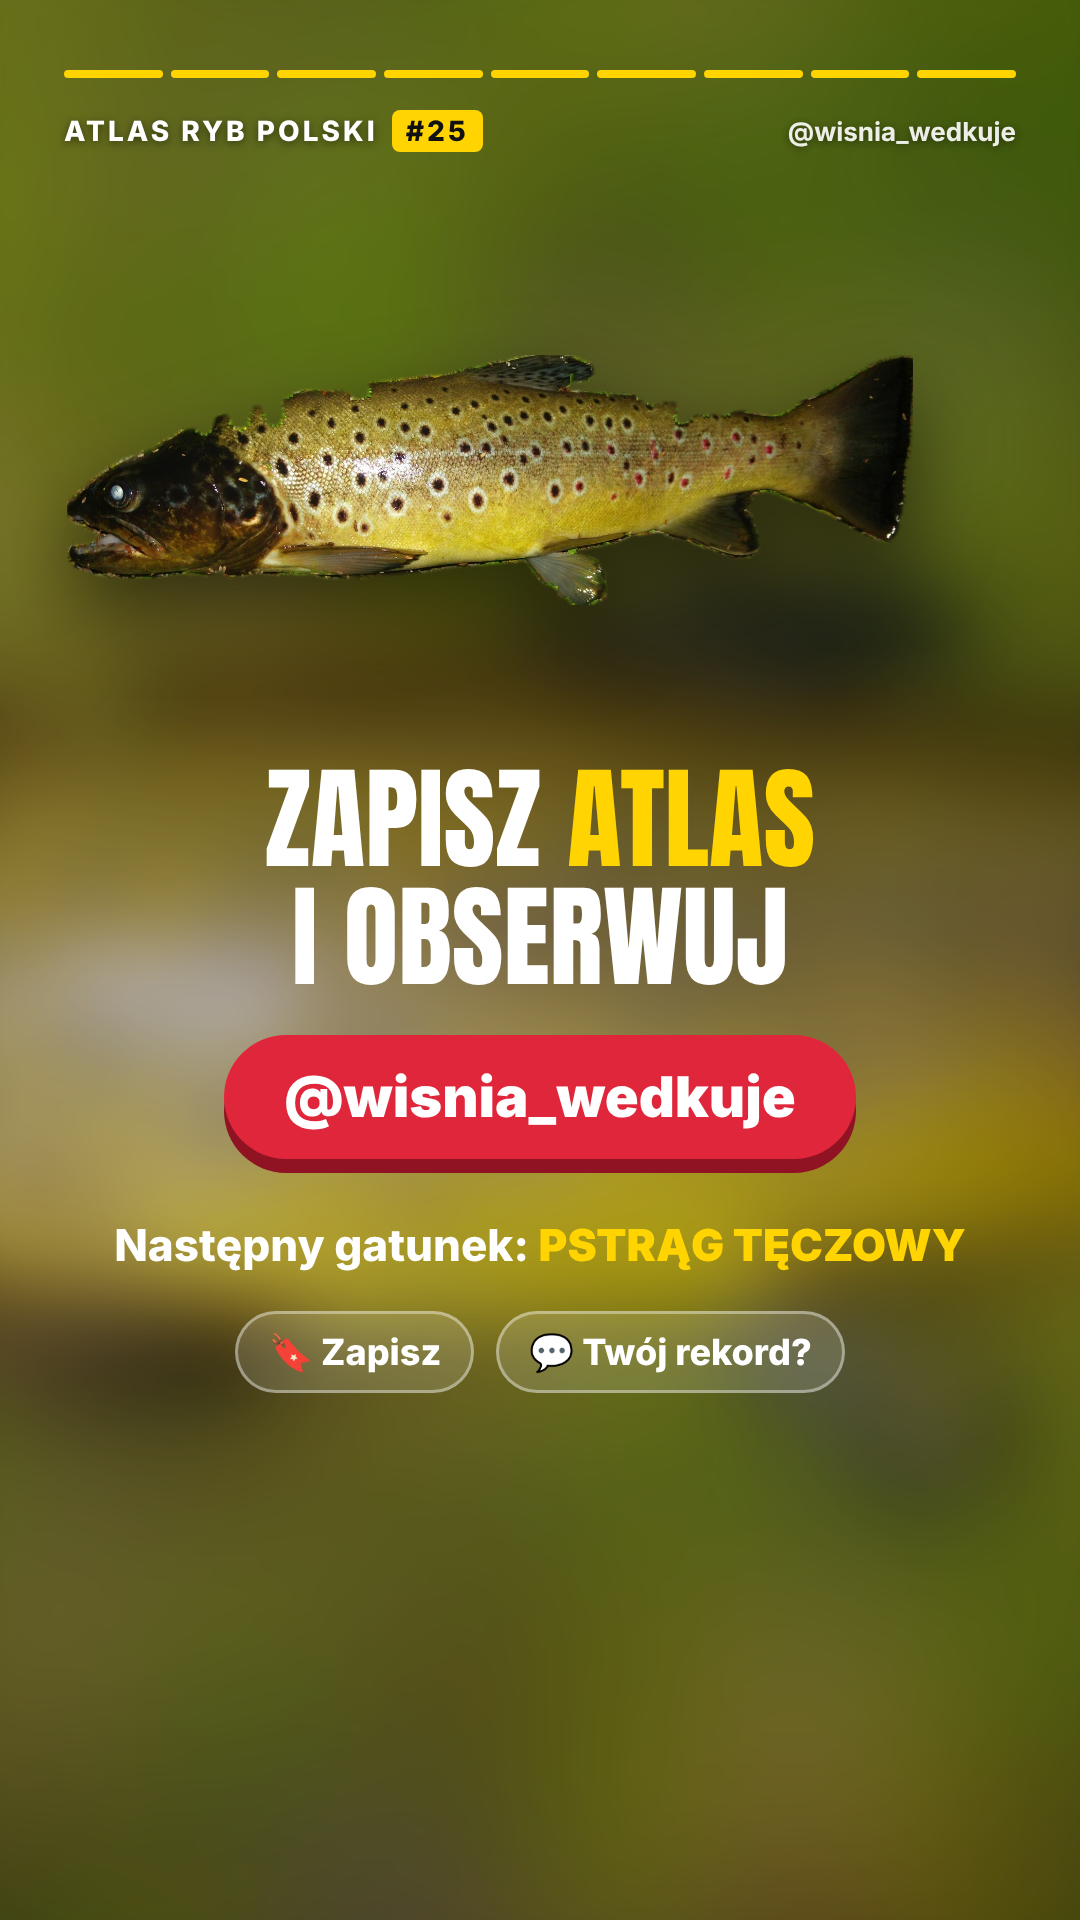 ATLAS RYB POLSKI #25
@wisnia_wedkuje
ZAPISZ ATLAS
I OBSERWUJ
@wisnia_wedkuje
Następny gatunek: PSTRĄG TĘCZOWY
🔖 Zapisz
💬 Twój rekord?